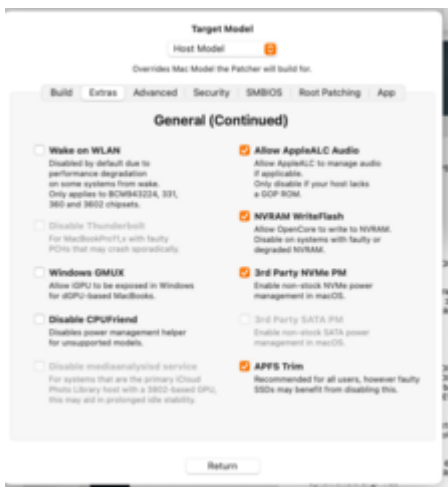 Target Model
Host Model
Overrides Mac Model the Patcher will build for.
Build Extras Advanced Security SMBIOS Root Patching App
General (Continued)
Wake on WLAN
Disabled by default due to
performance degradation
on some systems from wake.
Only applies to BCM943224, 331,
360 and 3602 chipsets.
Disable Thunderbolt
For MacBookPro11,x with faulty
PCHs that may crash sporadically.
Windows GMUX
Allow iGPU to be exposed in Windows
for dGPU-based MacBooks.
Disable CPUFriend
Disables power management helper
for unsupported models.
Disable mediaanalysisd service
For systems that are the primary iCloud
Photo Library host with a 3802-based GPU,
this may aid in prolonged idle stability.
Allow AppleALC Audio
Allow AppleALC to manage audio
if applicable.
Only disable if your host lacks
a GOP ROM.
NVRAM WriteFlash
Allow OpenCore to write to NVRAM.
Disable on systems with faulty or
degraded NVRAM.
3rd Party NVMe PM
Enable non-stock NVMe power
management in macOS.
3rd Party SATA PM
Enable non-stock SATA power
management in macOS.
APFS Trim
Recommended for all users, however faulty
SSDs may benefit from disabling this.
Return